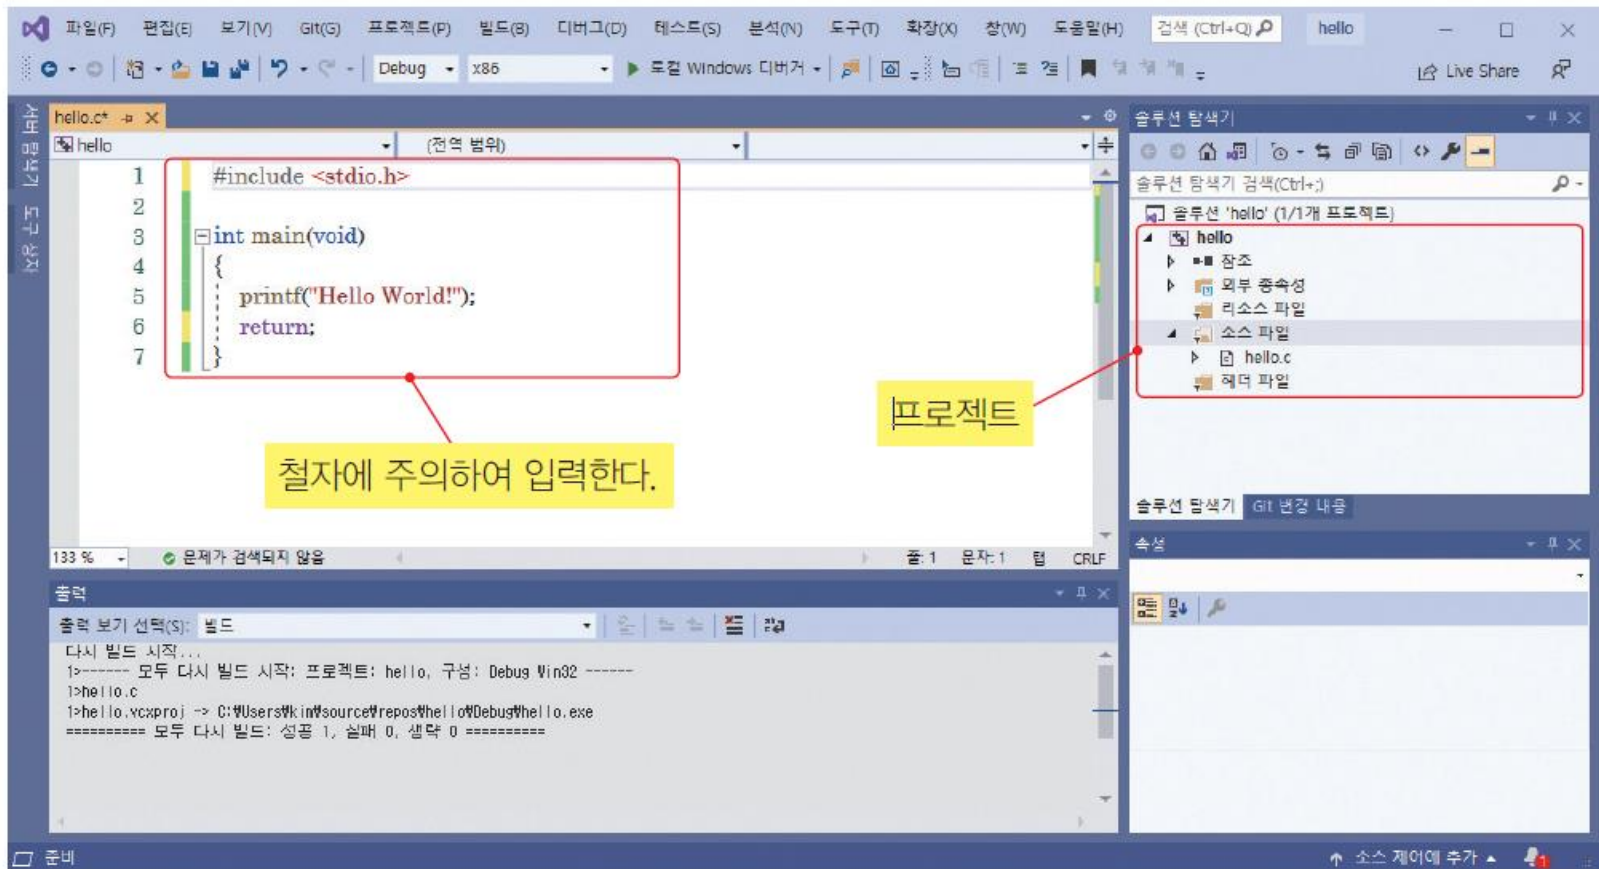 파일(F) 편집(E) 보기(V) Git(G) 프로젝트(P) 빌드(B) 디버그(D) 테스트(S) 분석(N) 도구(T) 확장(X) 창(W) 도움말(H) 검색 (Ctrl+Q) hello
Debug x86 로컬 Windows 디버거 Live Share
서버 탐색기 도구 상자
hello.c*
hello (전역 범위)
1 #include <stdio.h>
2
3 int main(void)
4 {
5 printf("Hello World!");
6 return;
7 }
철자에 주의하여 입력한다.
133 % 문제가 검색되지 않음 줄: 1 문자: 1 탭 CRLF
출력
출력 보기 선택(S): 빌드
다시 빌드 시작...
1>------ 모두 다시 빌드 시작: 프로젝트: hello, 구성: Debug Win32 ------
1>hello.c
1>hello.vcxproj -> C:₩Users₩kim₩source₩repos₩hello₩Debug₩hello.exe
========== 모두 다시 빌드: 성공 1, 실패 0, 생략 0 ==========
솔루션 탐색기
솔루션 탐색기 검색(Ctrl+;)
솔루션 'hello' (1/1개 프로젝트)
hello
참조
외부 종속성
리소스 파일
소스 파일
hello.c
헤더 파일
프로젝트
솔루션 탐색기 Git 변경 내용
속성
준비 소스 제어에 추가 1